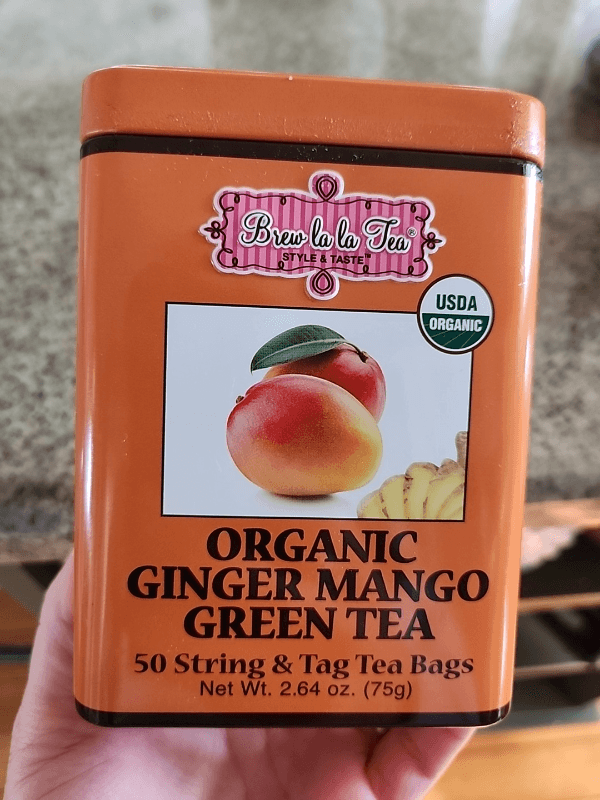 Brew la la Tea®
STYLE & TASTE™
USDA
ORGANIC
ORGANIC
GINGER MANGO
GREEN TEA
50 String & Tag Tea Bags
Net Wt. 2.64 oz. (75g)